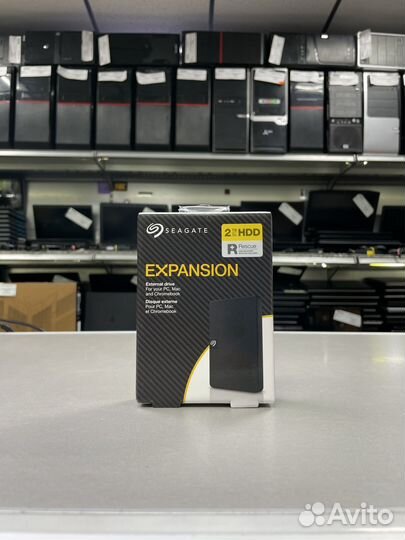 SEAGATE
2TB HDD
R Rescue
EXPANSION
External drive
For your PC, Mac
and Chromebook
Disque externe
Pour PC, Mac
et Chromebook
Avito